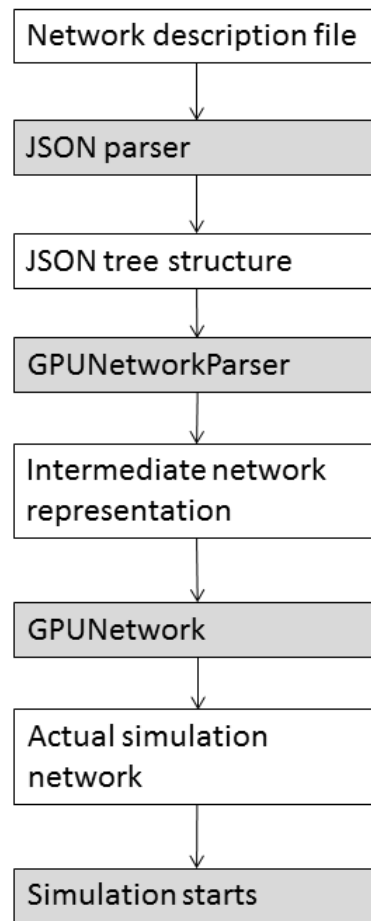 Network description file
JSON parser
JSON tree structure
GPUNetworkParser
Intermediate network
representation
GPUNetwork
Actual simulation
network
Simulation starts